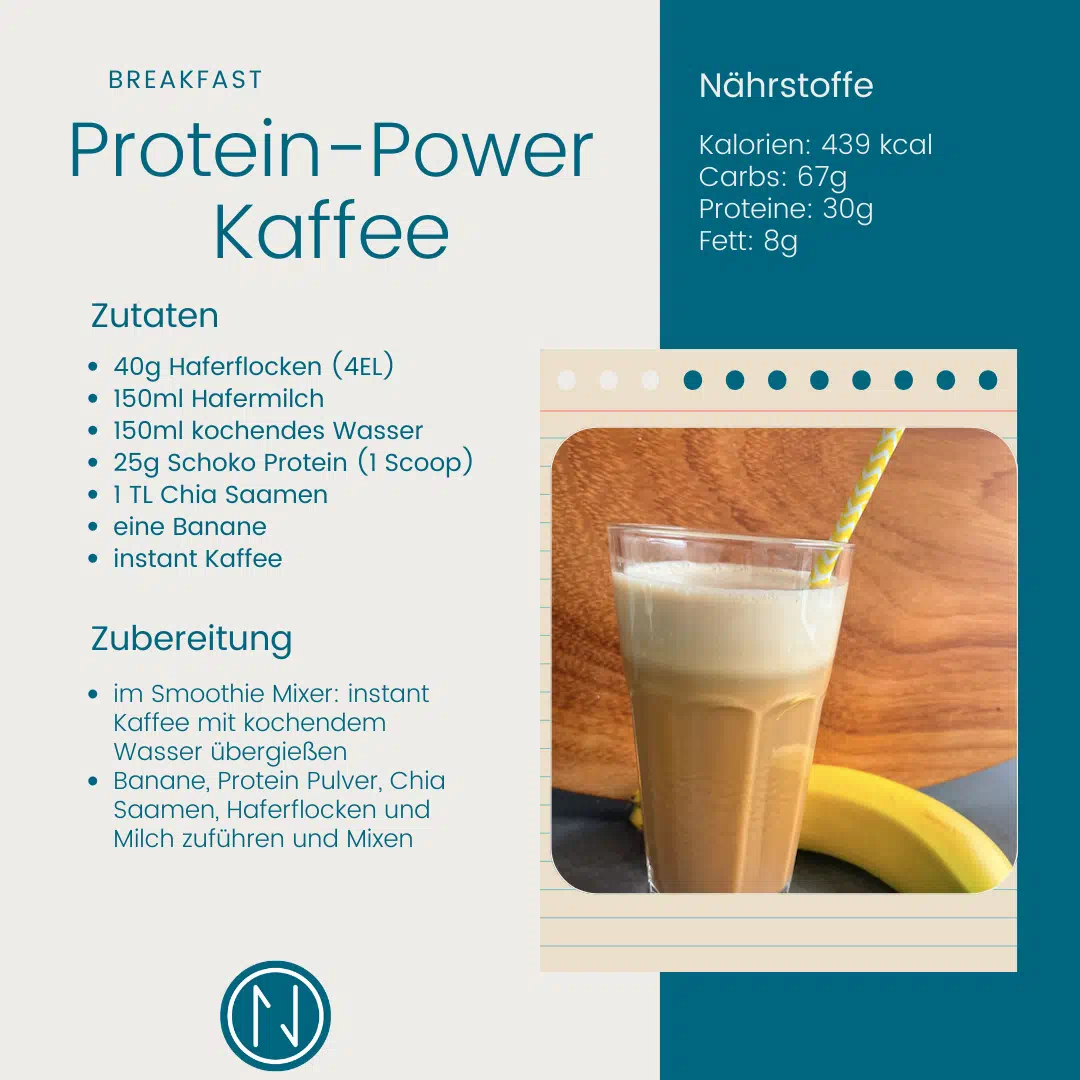 BREAKFAST
Protein-Power
Kaffee
Zutaten
• 40g Haferflocken (4EL)
• 150ml Hafermilch
• 150ml kochendes Wasser
• 25g Schoko Protein (1 Scoop)
• 1 TL Chia Saamen
• eine Banane
• instant Kaffee
Zubereitung
• im Smoothie Mixer: instant
Kaffee mit kochendem
Wasser übergießen
• Banane, Protein Pulver, Chia
Saamen, Haferflocken und
Milch zuführen und Mixen
Nährstoffe
Kalorien: 439 kcal
Carbs: 67g
Proteine: 30g
Fett: 8g